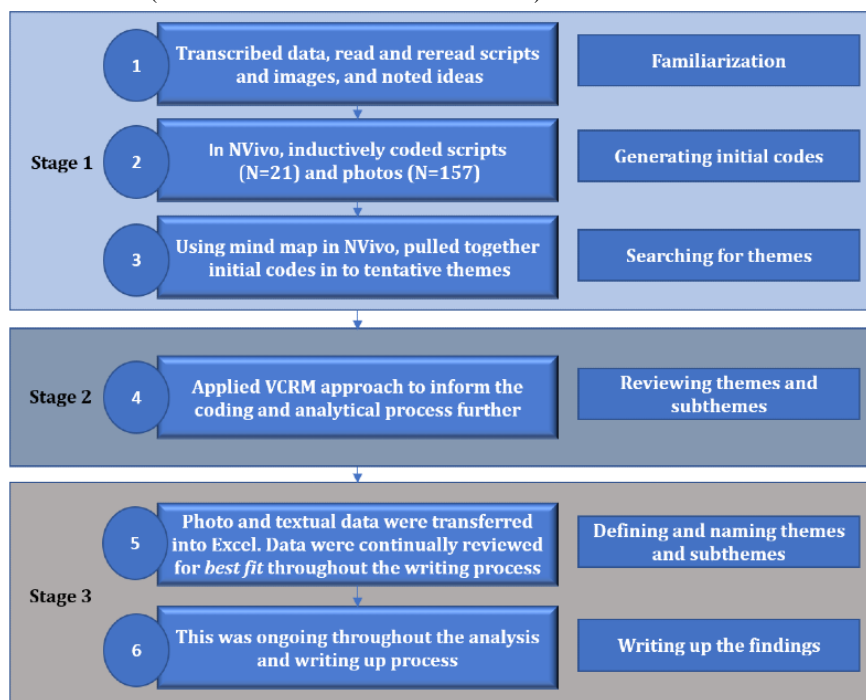 1
Transcribed data, read and reread scripts
and images, and noted ideas
Familiarization
Stage 1
2
In NVivo, inductively coded scripts
(N=21) and photos (N=157)
Generating initial codes
3
Using mind map in NVivo, pulled together
initial codes in to tentative themes
Searching for themes
Stage 2
4
Applied VCRM approach to inform the
coding and analytical process further
Reviewing themes and
subthemes
5
Photo and textual data were transferred
into Excel. Data were continually reviewed
for best fit throughout the writing process
Defining and naming themes
and subthemes
Stage 3
6
This was ongoing throughout the analysis
and writing up process
Writing up the findings